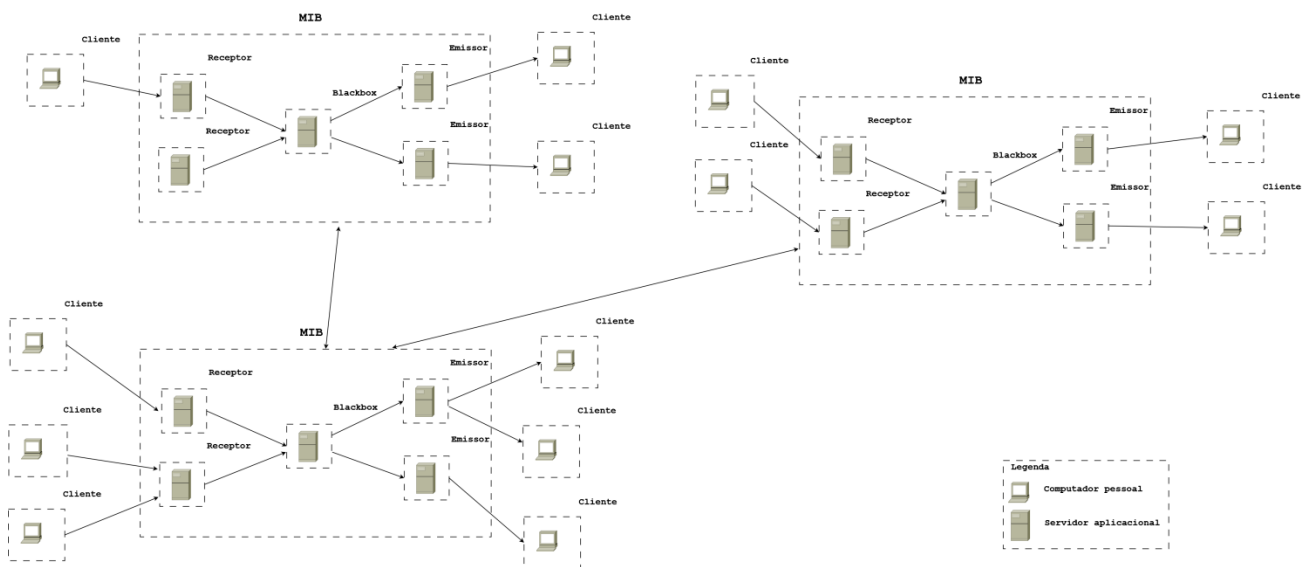 MIB
Cliente
Cliente
Receptor
Emissor
Blackbox
Receptor
Emissor
Cliente
MIB
Cliente
Cliente
Receptor
Emissor
Cliente
Blackbox
Receptor
Emissor
Cliente
MIB
Cliente
Cliente
Receptor
Emissor
Cliente
Blackbox
Cliente
Receptor
Emissor
Cliente
Cliente
Legenda
Computador pessoal
Servidor aplicacional